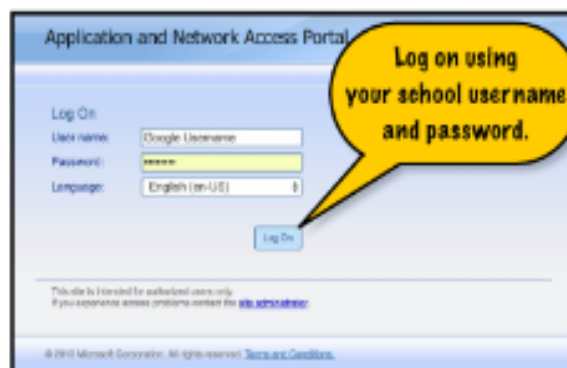 Application and Network Access Portal
Log on using
your school username
and password.
Log On
User name:
Google Username
Password:
Language:
English (en-US)
Log On
This site is intended for authorized users only.
If you experience access problems contact the site administrator.
© 2010 Microsoft Corporation. All rights reserved. Terms and Conditions.